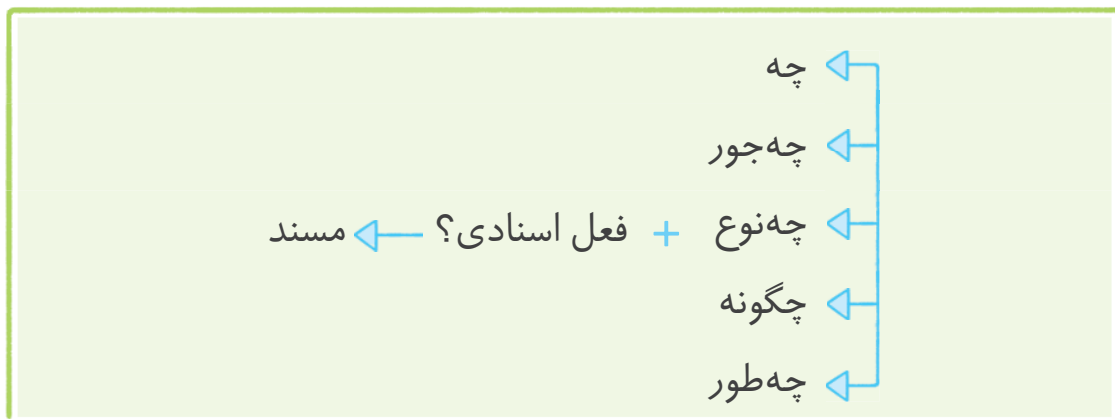 چه
چه‌جور
چه‌نوع + فعل اسنادی؟ مسند
چگونه
چه‌طور